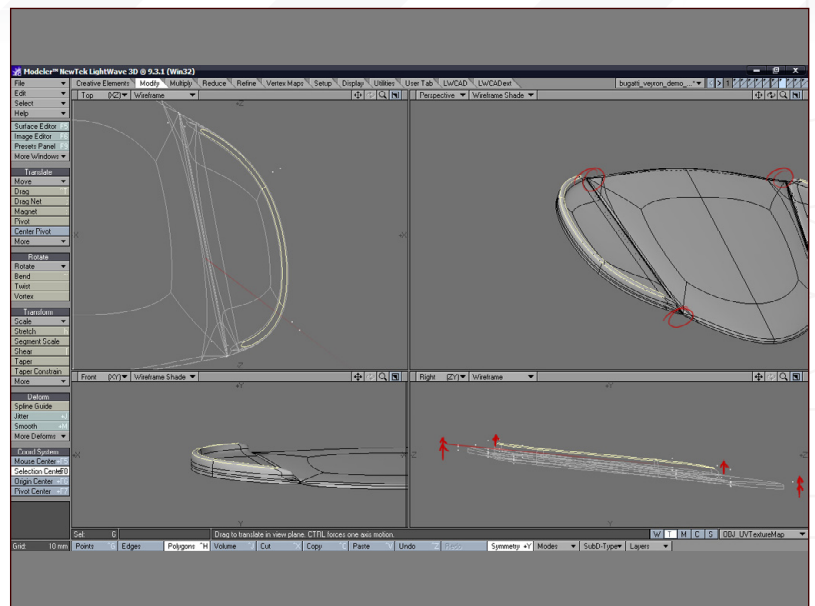 Modeler™ NewTek LightWave 3D ® 9.3.1 (Win32)
File
Creative Elements Modify Multiply Reduce Refine Vertex Maps Setup Display Utilities User Tab LWCAD LWCADext
1
Edit
Top (XZ) Wireframe
Perspective Wireframe Shade
Select
Help
Surface Editor F5
Image Editor F6
Presets Panel F8
More Windows
Translate
Move
Drag
Drag Net
Magnet
Pivot
Center Pivot
More
Rotate
Rotate
Bend
Twist
Vortex
Transform
Scale
Stretch
Segment Scale
Shear
Taper
Taper Constrain
More
Front (XY) Wireframe Shade
Right (ZY) Wireframe
Deform
Spline Guide
Jitter
Smooth
More Deforms
Coord System
Mouse Center
Selection Center
Origin Center
Pivot Center
Sel: 6
Drag to translate in view plane. CTRL forces one axis motion.
W T M C S OBJ_UVTextureMap
Grid: 10 mm
Points Edges Polygons ^H Volume Cut Copy Paste Undo Symmetry +Y Modes SubD-Type Layers